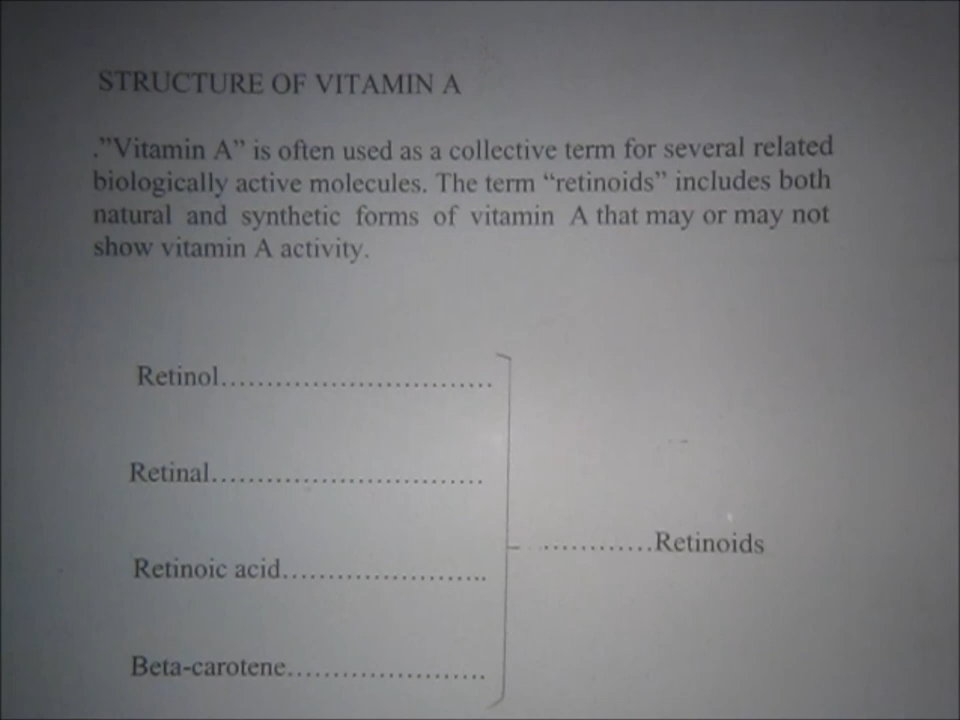 STRUCTURE OF VITAMIN A
.”Vitamin A” is often used as a collective term for several related
biologically active molecules. The term “retinoids” includes both
natural and synthetic forms of vitamin A that may or may not
show vitamin A activity.
Retinol..............................
Retinal..............................
............Retinoids
Retinoic acid.......................
Beta-carotene......................